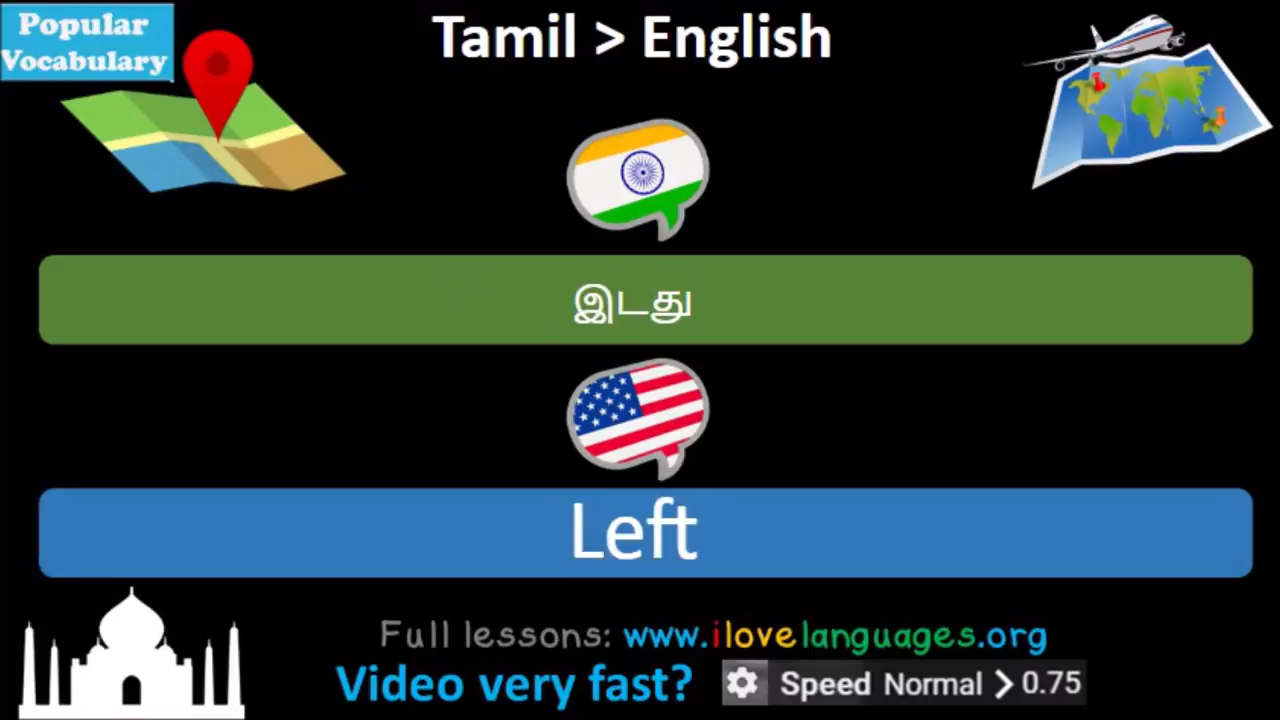 Popular
Vocabulary
Tamil > English
இடது
Left
Full lessons: www.ilovelanguages.org
Video very fast? Speed Normal > 0.75